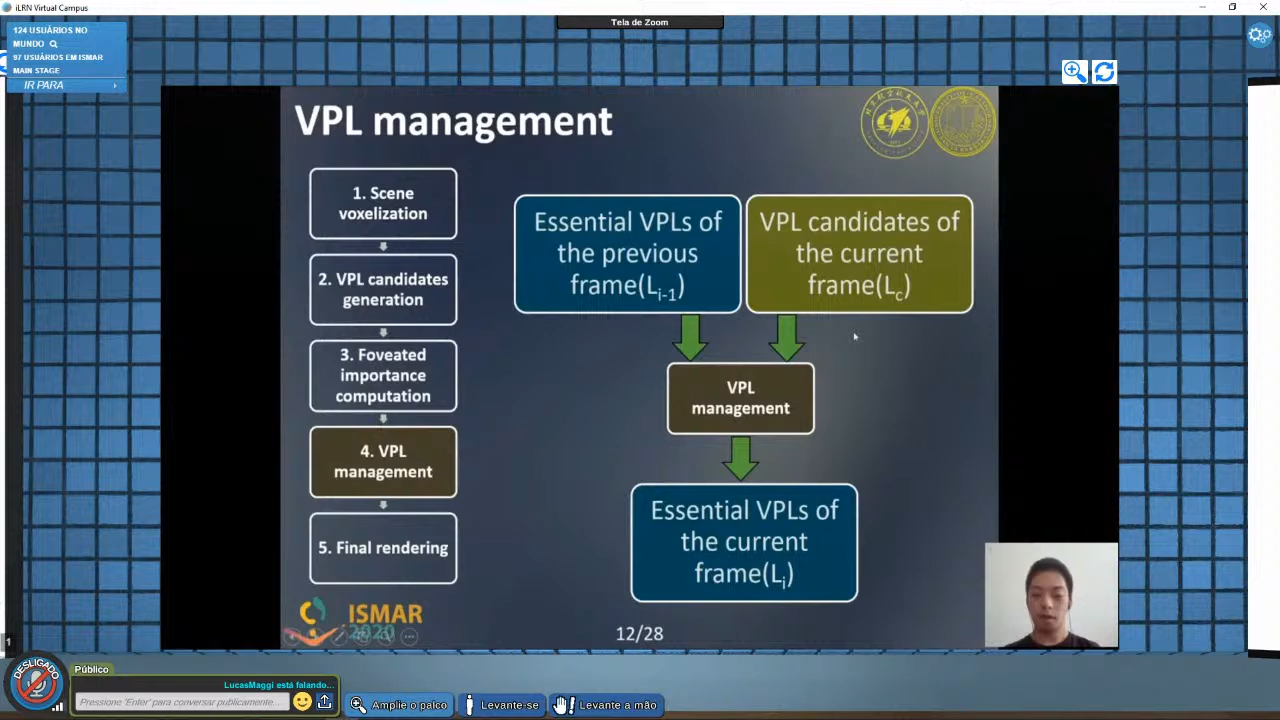 iLRN Virtual Campus
Tela de Zoom
124 USUÁRIOS NO
MUNDO
97 USUÁRIOS EM ISMAR
MAIN STAGE
IR PARA
VPL management
1. Scene
voxelization
2. VPL candidates
generation
3. Foveated
importance
computation
4. VPL
management
5. Final rendering
Essential VPLs of
the previous
frame(Li-1)
VPL candidates of
the current
frame(Lc)
VPL
management
Essential VPLs of
the current
frame(Li)
ISMAR
2020
12/28
1
DESLIGADO
Público
LucasMaggi está falando...
Pressione 'Enter' para conversar publicamente...
Amplie o palco
Levante-se
Levante a mão